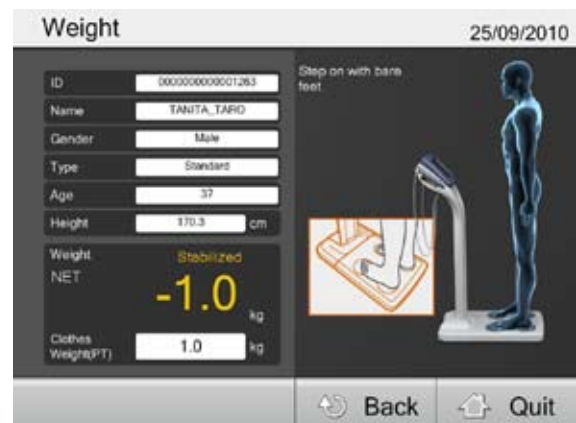 Weight
25/09/2010
ID 0000000000001263
Name TANITA_TARO
Gender Male
Type Standard
Age 37
Height 170.3 cm
Weight Stabilized
NET
-1.0 kg
Clothes
Weight(PT) 1.0 kg
Step on with bare
feet
Back Quit